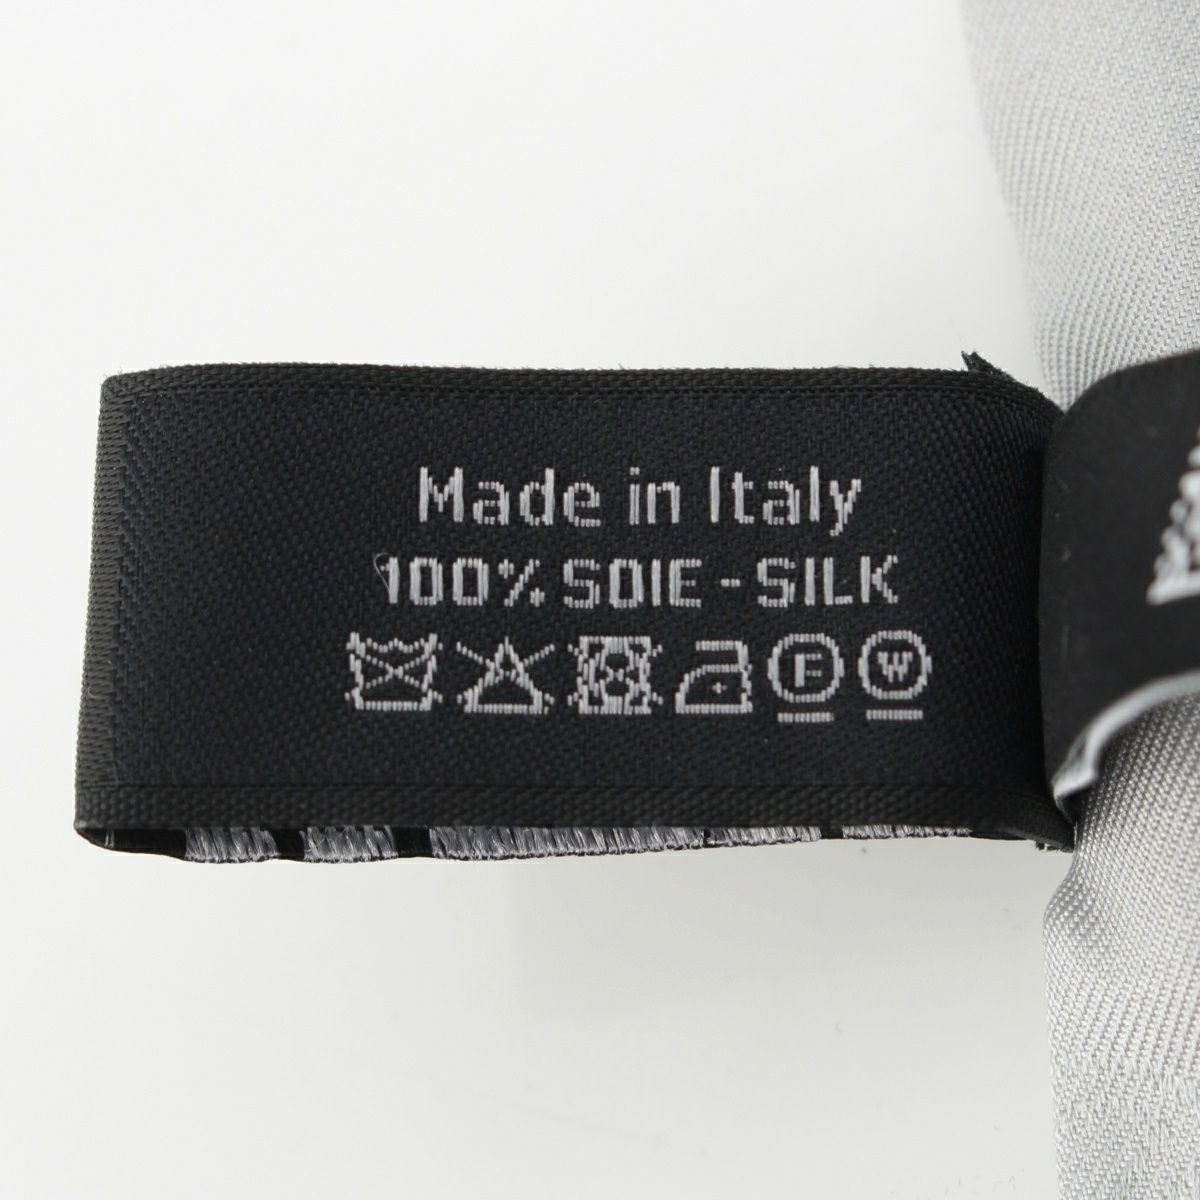 Made in Italy
100% SOIE - SILK
F W